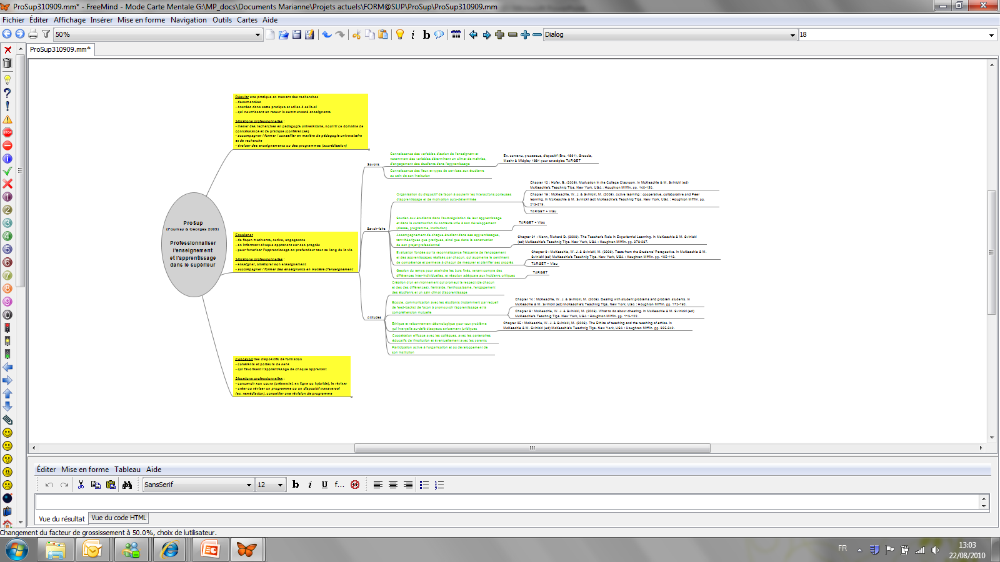 ProSup310909.mm* - FreeMind - Mode Carte Mentale G:\MP_docs\Documents Marianne\Projets actuels\FORM@SUP\ProSup\ProSup310909.mm
Fichier Éditer Affichage Insérer Mise en forme Navigation Outils Cartes Aide
50%
Dialog
18
ProSup310909.mm*
Réguler une pratique en menant des recherches
- documentées
- ancrées dans cette pratique et utiles à celle-ci
- qui nourrissent en retour la communauté enseignante
Situations professionnelles :
- mener des recherches en pédagogie universitaire, nourrir ce domaine de
connaissance et de pratique (conférences)
- accompagner / former / conseiller en matière de pédagogie universitaire
et de recherche
- évaluer des enseignements ou des programmes (accréditation)
ProSup
(Poumay & Georges 2009)
Professionnaliser
l'enseignement
et l'apprentissage
dans le supérieur
Enseigner
- de façon motivante, active, engageante
- en informant chaque apprenant sur ses progrès
- pour favoriser l'apprentissage en profondeur tout au long de la vie
Situations professionnelles :
- enseigner, améliorer son enseignement
- accompagner / former des enseignants en matière d'enseignement
Concevoir des dispositifs de formation
- cohérents et porteurs de sens
- qui favorisent l'apprentissage de chaque apprenant
Situations professionnelles :
- concevoir son cours (présentiel, en ligne ou hybride), le réviser
- créer ou réviser un programme ou un dispositif transversal
(ex. remédiation), conseiller une révision de programme
Savoirs
Connaissance des variables d'action de l'enseignant et
notamment des variables déterminant un climat de maîtrise,
d'engagement des étudiants dans l'apprentissage
Ex. contenu, processus, dispositif (Bru, 1991), Grocdia,
Maehr & Midgley 1991 pour stratégies TARGET
Connaissance des lieux et types de services aux étudiants
au sein de son institution
Savoir-faire
Organisation du dispositif de façon à soutenir les interactions porteuses
d'apprentissage et de motivation auto-déterminée
Chapter 12 : Hofer, B. (2006). Motivation in the College Clasroom. In McKeachie & M. Svinicki (ed)
McKeachie's Teachnig Tips. New York, USA : Houghton Mifflin. pp. 140-150.
Chapter 16 : McKeachie, W. J. & Svinicki, M. (2006). Active learning : cooperative, collaborative and Peer
learning. In McKeachie & M. Svinicki (ed) McKeachie's Teachnig Tips. New York, USA : Houghton Mifflin. pp.
213-219.
TARGET + Viau
Soutien aux étudiants dans l'autorégulation de leur apprentissage
et dans la construction du contexte utile à son développement
(classe, programme, institution)
TARGET + Viau
Accompagnement de chaque étudiant dans ses apprentissages,
tant théoriques que pratiques, ainsi que dans la construction
de son projet professionnel
Chapter 21 : Mann, Richard D. (2006). The Teacher's Role in Experiential Learning. In McKeachie & M. Svinicki
(ed) McKeachie's Teachnig Tips. New York, USA : Houghton Mifflin. pp. 278-287.
Evaluation fondée sur la reconnaissance fréquente de l'engagement
et des apprentissages réalisés par chacun, qui augmente le sentiment
de compétence et permette à chacun de mesurer et planifier ses progrès
Chapter 8 : McKeachie, W. J. & Svinicki, M. (2006). Tests from the Students' Perspective. In McKeachie & M.
Svinicki (ed) McKeachie's Teachnig Tips. New York, USA : Houghton Mifflin. pp. 105-112.
TARGET + Viau
Gestion du temps pour atteindre les buts fixés, tenant compte des
différences inter-individuelles, et réaction adéquate aux incidents critiques
TARGET
Attitudes
Création d'un environnement qui promeut le respect (de chacun
et des des différences), l'entraide, l'enthousiasme, l'engagement
des étudiants et un sain climat d'apprentissage
Ecoute, communication avec les étudiants (notamment par recueil
de feed-backs) de façon à promouvoir l'apprentissage et la
compréhension mutuelle
Chapter 14 : McKeachie, W. J. & Svinicki, M. (2006). Dealing with student problems and problem students. In
McKeachie & M. Svinicki (ed) McKeachie's Teachnig Tips. New York, USA : Houghton Mifflin. pp. 172-190.
Chapter 9 : McKeachie, W. J. & Svinicki, M. (2006). What to do about cheating. In McKeachie & M. Svinicki (ed)
McKeachie's Teachnig Tips. New York, USA : Houghton Mifflin. pp. 113-122.
Ethique et raisonnement déontologique pour tout problème
qui interpelle au-delà d'aspects strictement juridiques
Chapter 25 : McKeachie, W. J. & Svinicki, M. (2006). The Ethics of teaching and the teaching of ethics. In
McKeachie & M. Svinicki (ed) McKeachie's Teachnig Tips. New York, USA : Houghton Mifflin. pp. 325-342.
Coopération efficace avec les collègues, avec les partenaires
éducatifs de l'institution et éventuellement avec les parents
Participation active à l'organisation et au développement de
son institution
Éditer Mise en forme Tableau Aide
SansSerif
12
b i U f...
Vue du résultat
Vue du code HTML
Changement du facteur de grossissement à 50.0%, choix de lutilisateur.
FR
13:03
22/08/2010